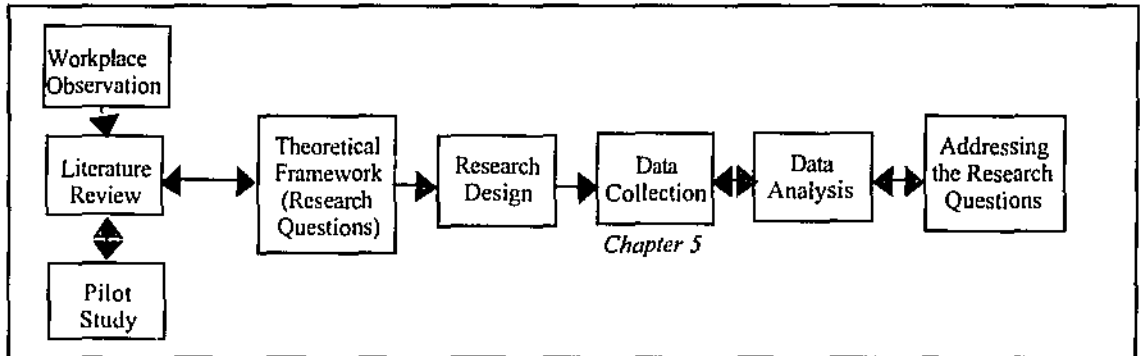 Workplace
Observation
Literature
Review
Pilot
Study
Theoretical
Framework
(Research
Questions)
Research
Design
Data
Collection
Chapter 5
Data
Analysis
Addressing
the Research
Questions